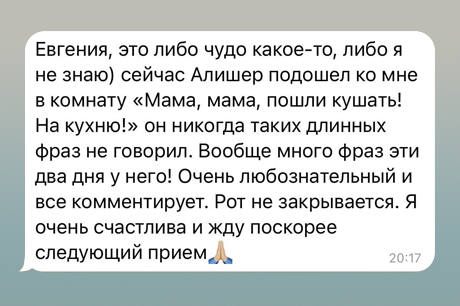 Евгения, это либо чудо какое-то, либо я
не знаю) сейчас Алишер подошел ко мне
в комнату «Мама, мама, пошли кушать!
На кухню!» он никогда таких длинных
фраз не говорил. Вообще много фраз эти
два дня у него! Очень любознательный и
все комментирует. Рот не закрывается. Я
очень счастлива и жду поскорее
следующий прием🙏🏼
20:17